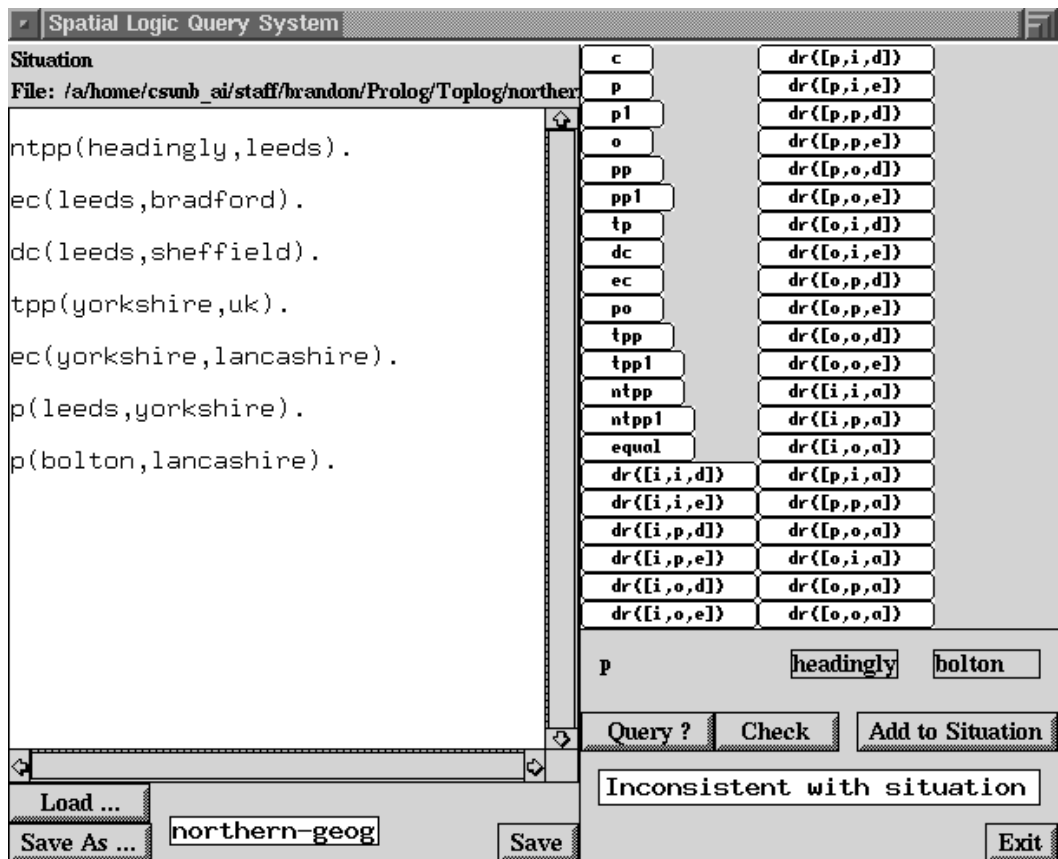 Spatial Logic Query System
Situation
File: /a/home/csunb_ai/staff/brandon/Prolog/Toplog/norther
ntpp(headingly,leeds).
ec(leeds,bradford).
dc(leeds,sheffield).
tpp(yorkshire,uk).
ec(yorkshire,lancashire).
p(leeds,yorkshire).
p(bolton,lancashire).
Load ...
Save As ...
northern-geog
Save
c dr([p,i,d])
p dr([p,i,e])
p1 dr([p,p,d])
o dr([p,p,e])
pp dr([p,o,d])
pp1 dr([p,o,e])
tp dr([o,i,d])
dc dr([o,i,e])
ec dr([o,p,d])
po dr([o,p,e])
tpp dr([o,o,d])
tpp1 dr([o,o,e])
ntpp dr([i,i,a])
ntpp1 dr([i,p,a])
equal dr([i,o,a])
dr([i,i,d]) dr([p,i,a])
dr([i,i,e]) dr([p,p,a])
dr([i,p,d]) dr([p,o,a])
dr([i,p,e]) dr([o,i,a])
dr([i,o,d]) dr([o,p,a])
dr([i,o,e]) dr([o,o,a])
p headingly bolton
Query ? Check Add to Situation
Inconsistent with situation
Exit